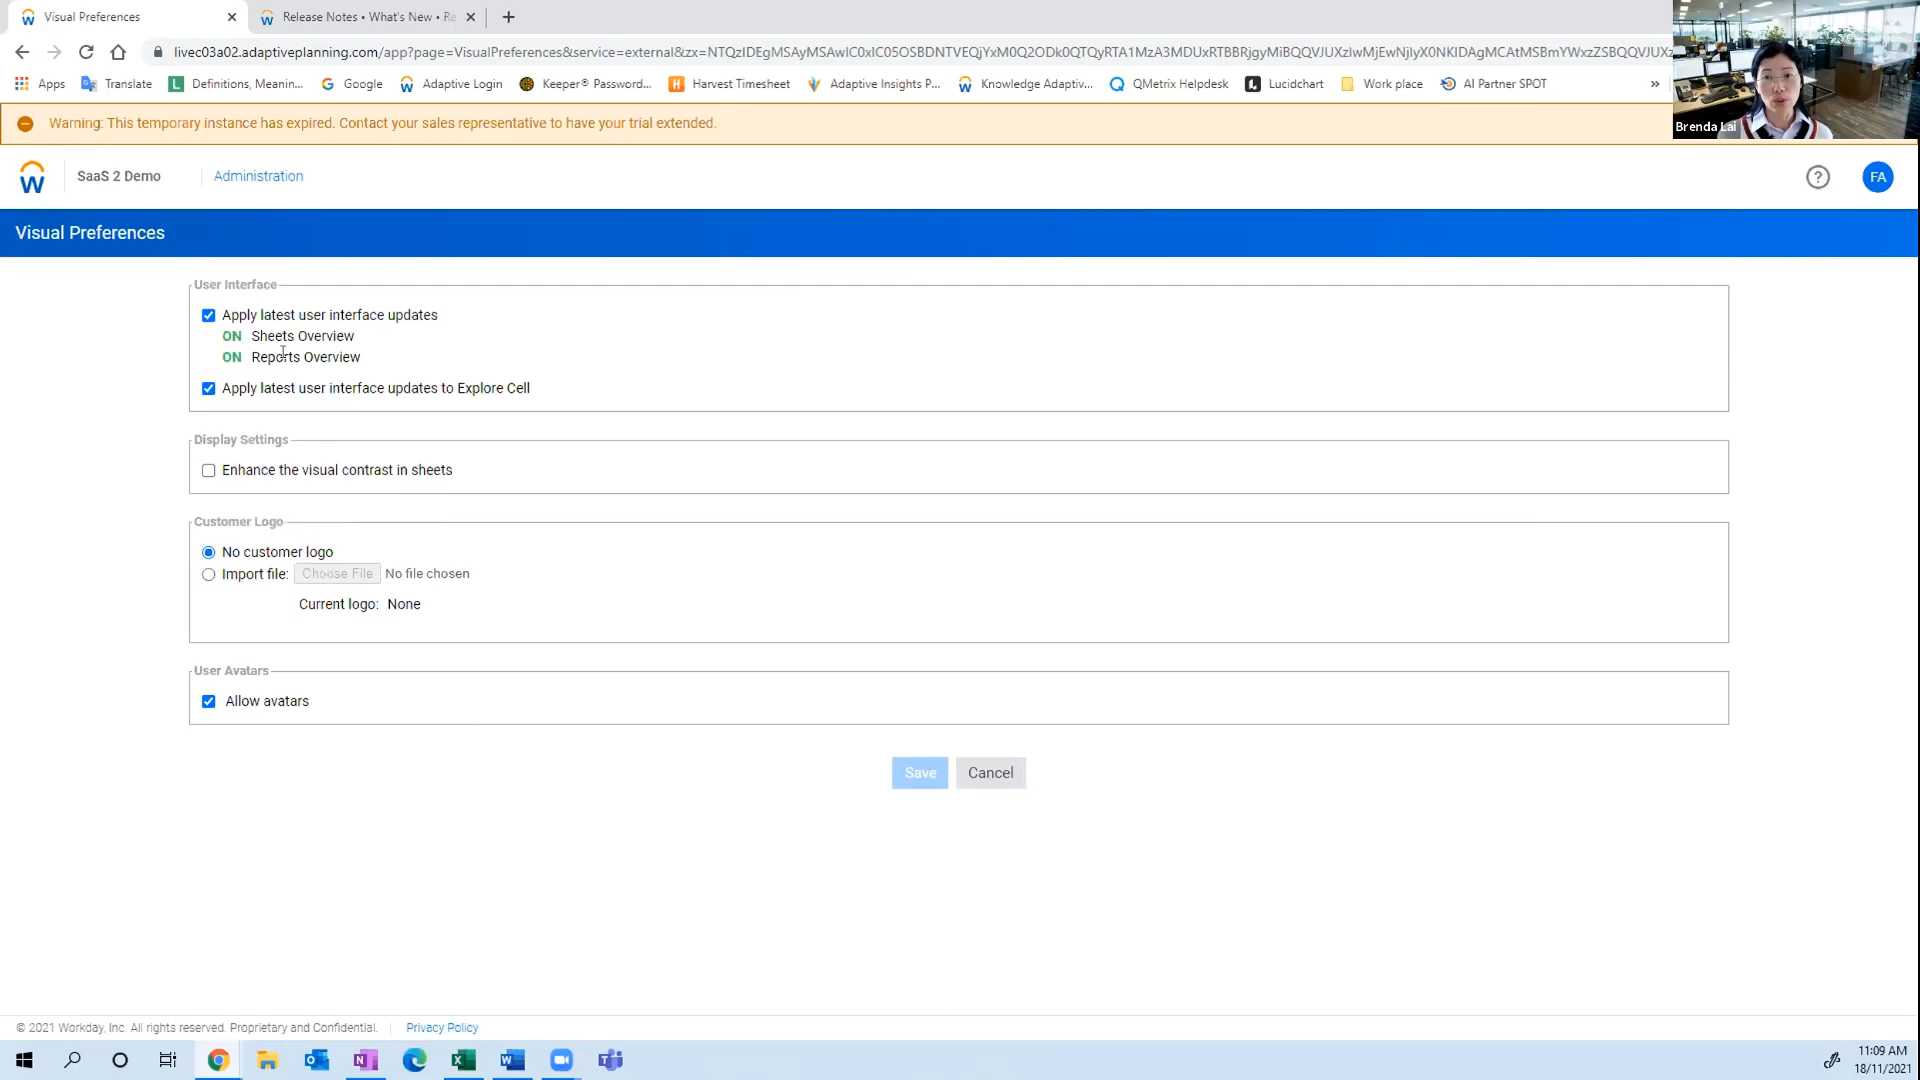 Visual Preferences
Release Notes • What's New • Re
livec03a02.adaptiveplanning.com/app?page=VisualPreferences&service=external&zx=
Apps Translate Definitions, Meanin... Google Adaptive Login Keeper® Password... Harvest Timesheet Adaptive Insights P... Knowledge Adaptiv... QMetrix Helpdesk Lucidchart Work place AI Partner SPOT »
Brenda Lai
Warning: This temporary instance has expired. Contact your sales representative to have your trial extended.
SaaS 2 Demo Administration ? FA
Visual Preferences
User Interface
Apply latest user interface updates
ON Sheets Overview
ON Reports Overview
Apply latest user interface updates to Explore Cell
Display Settings
Enhance the visual contrast in sheets
Customer Logo
No customer logo
Import file: Choose File No file chosen
Current logo: None
User Avatars
Allow avatars
Save Cancel
© 2021 Workday, Inc. All rights reserved. Proprietary and Confidential. Privacy Policy
11:09 AM
18/11/2021